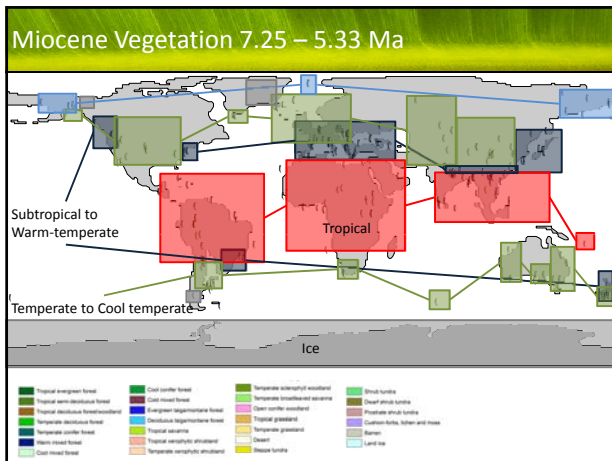 Miocene Vegetation 7.25 – 5.33 Ma
Subtropical to
Warm-temperate
Tropical
Temperate to Cool temperate
Ice
Tropical evergreen forest
Tropical semi-deciduous forest
Tropical deciduous forest/woodland
Temperate deciduous forest
Temperate conifer forest
Warm mixed forest
Cool mixed forest
Cool conifer forest
Cold mixed forest
Evergreen taiga/montane forest
Deciduous taiga/montane forest
Tropical savanna
Tropical xerophytic shrubland
Temperate xerophytic shrubland
Temperate sclerophyll woodland
Temperate broadleaved savanna
Open conifer woodland
Tropical grassland
Temperate grassland
Desert
Steppe tundra
Shrub tundra
Dwarf shrub tundra
Prostrate shrub tundra
Cushion-forbs, lichen and moss
Barren
Land ice